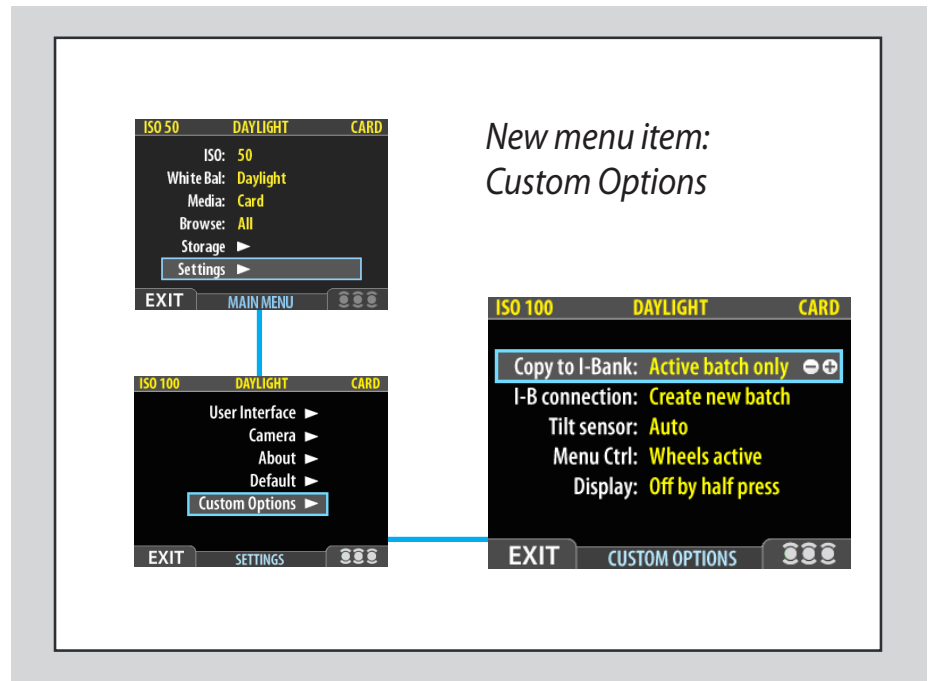 New menu item:
Custom Options
ISO 50 DAYLIGHT CARD
ISO: 50
White Bal: Daylight
Media: Card
Browse: All
Storage ►
Settings ►
EXIT MAIN MENU
ISO 100 DAYLIGHT CARD
User Interface ►
Camera ►
About ►
Default ►
Custom Options ►
EXIT SETTINGS
ISO 100 DAYLIGHT CARD
Copy to I-Bank: Active batch only
I-B connection: Create new batch
Tilt sensor: Auto
Menu Ctrl: Wheels active
Display: Off by half press
EXIT CUSTOM OPTIONS